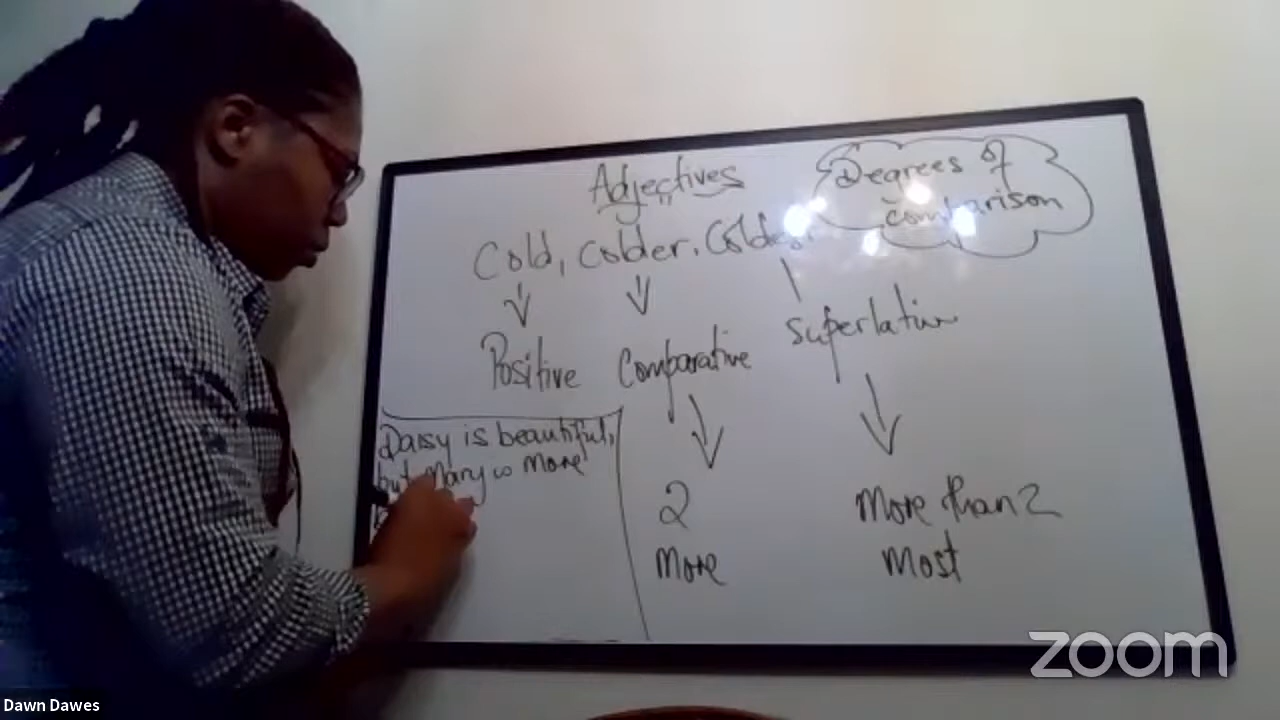 Adjectives
Degrees of
comparison
Cold, Colder, Coldest
Positive Comparative Superlative
Daisy is beautiful,
but Mary is more
2
More
More than 2
Most
zoom
Dawn Dawes